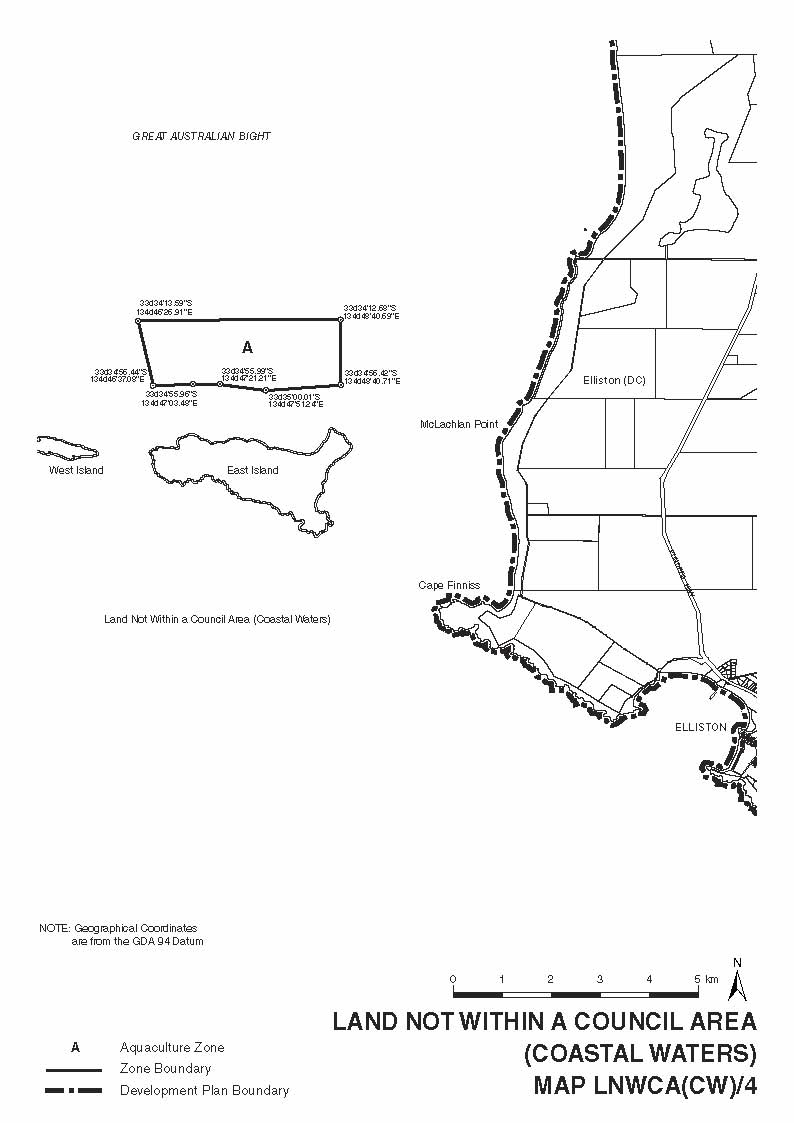 GREAT AUSTRALIAN BIGHT
33d34'13.59"S
134d46'26.91"E
33d34'12.69"S
134d48'40.69"E
A
33d34'56.44"S
134d46'37.08"E
33d34'55.99"S
134d47'21.21"E
33d34'56.42"S
134d48'40.71"E
33d34'55.96"S
134d47'03.48"E
33d35'00.01"S
134d47'51.24"E
Elliston (DC)
McLachlan Point
West Island
East Island
Cape Finniss
Land Not Within a Council Area (Coastal Waters)
ELLISTON
NOTE: Geographical Coordinates
are from the GDA 94 Datum
N
0 1 2 3 4 5 km
LAND NOT WITHIN A COUNCIL AREA
(COASTAL WATERS)
MAP LNWCA(CW)/4
A Aquaculture Zone
Zone Boundary
Development Plan Boundary